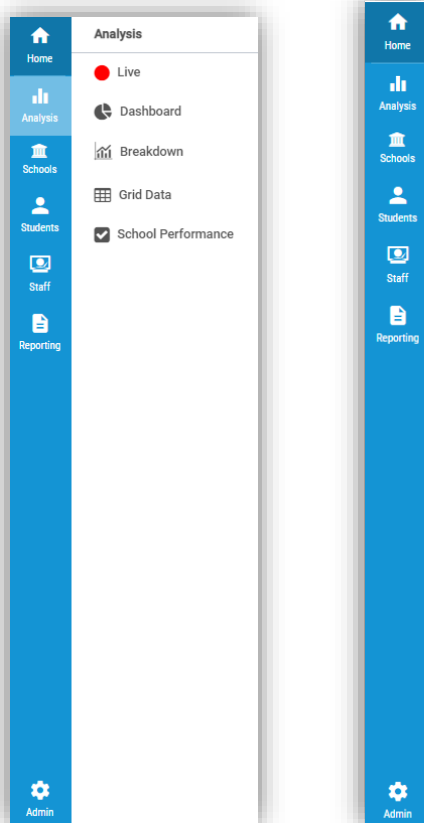 Home
Analysis
Schools
Students
Staff
Reporting
Admin
Analysis
Live
Dashboard
Breakdown
Grid Data
School Performance
Home
Analysis
Schools
Students
Staff
Reporting
Admin